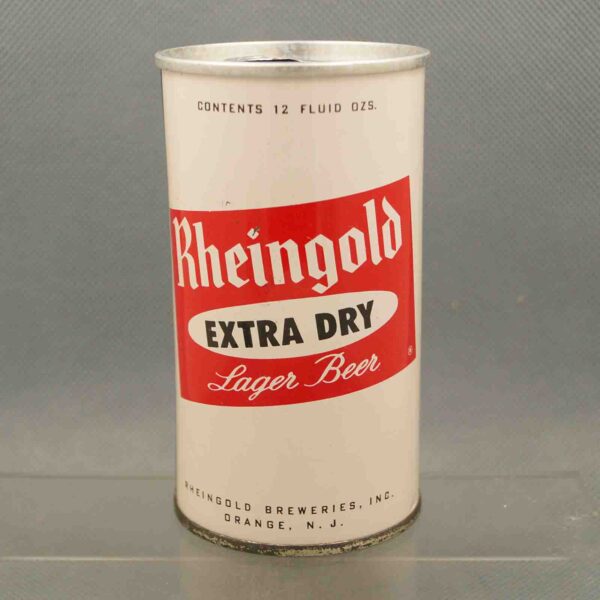 CONTENTS 12 FLUID OZS.
Rheingold
EXTRA DRY
Lager Beer
®
RHEINGOLD BREWERIES, INC.
ORANGE, N. J.